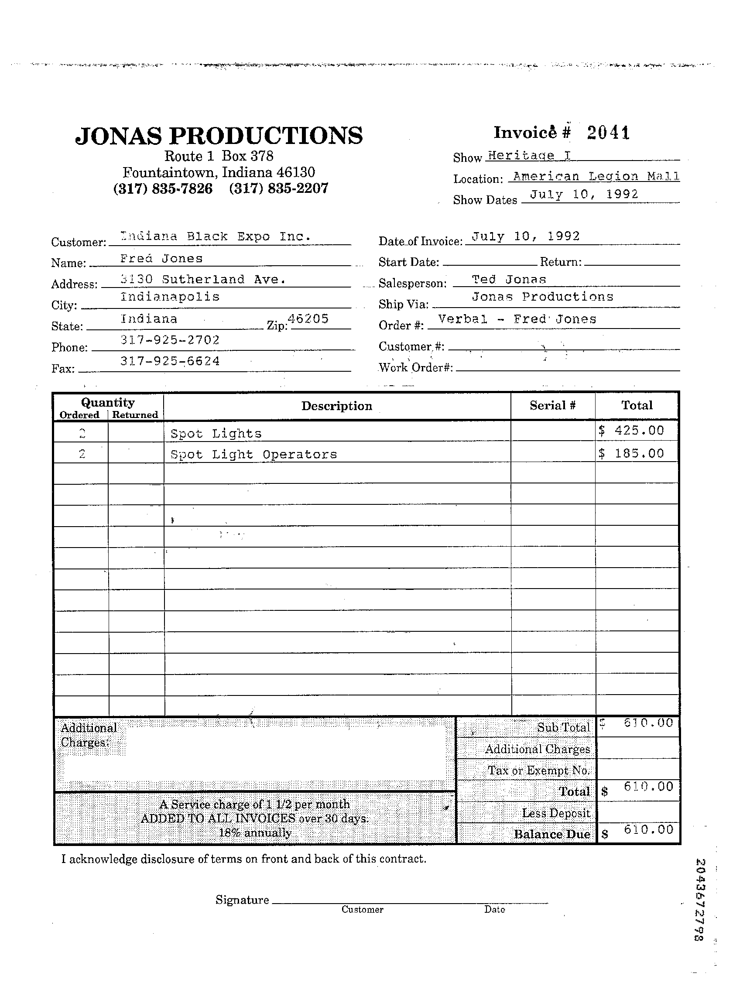 JONAS PRODUCTIONS
Route 1 Box 378
Fountaintown, Indiana 46130
(317) 835-7826 (317) 835-2207
Invoice # 2041
Show Heritage I
Location: American Legion Mall
Show Dates July 10, 1992
Customer: Indiana Black Expo Inc.
Name: Fred Jones
Address: 3130 Sutherland Ave.
City: Indianapolis
State: Indiana Zip: 46205
Phone: 317-925-2702
Fax: 317-925-6624
Date of Invoice: July 10, 1992
Start Date: Return:
Salesperson: Ted Jonas
Ship Via: Jonas Productions
Order #: Verbal - Fred Jones
Customer #:
Work Order#:
Quantity
Ordered Returned Description Serial # Total
2 Spot Lights $ 425.00
2 Spot Light Operators $ 185.00
Additional
Charges:
Sub Total $ 610.00
Additional Charges
Tax or Exempt No.
Total $ 610.00
Less Deposit
Balance Due $ 610.00
A Service charge of 1 1/2 per month
ADDED TO ALL INVOICES over 30 days.
18% annually
I acknowledge disclosure of terms on front and back of this contract.
Signature
Customer Date
2043672798